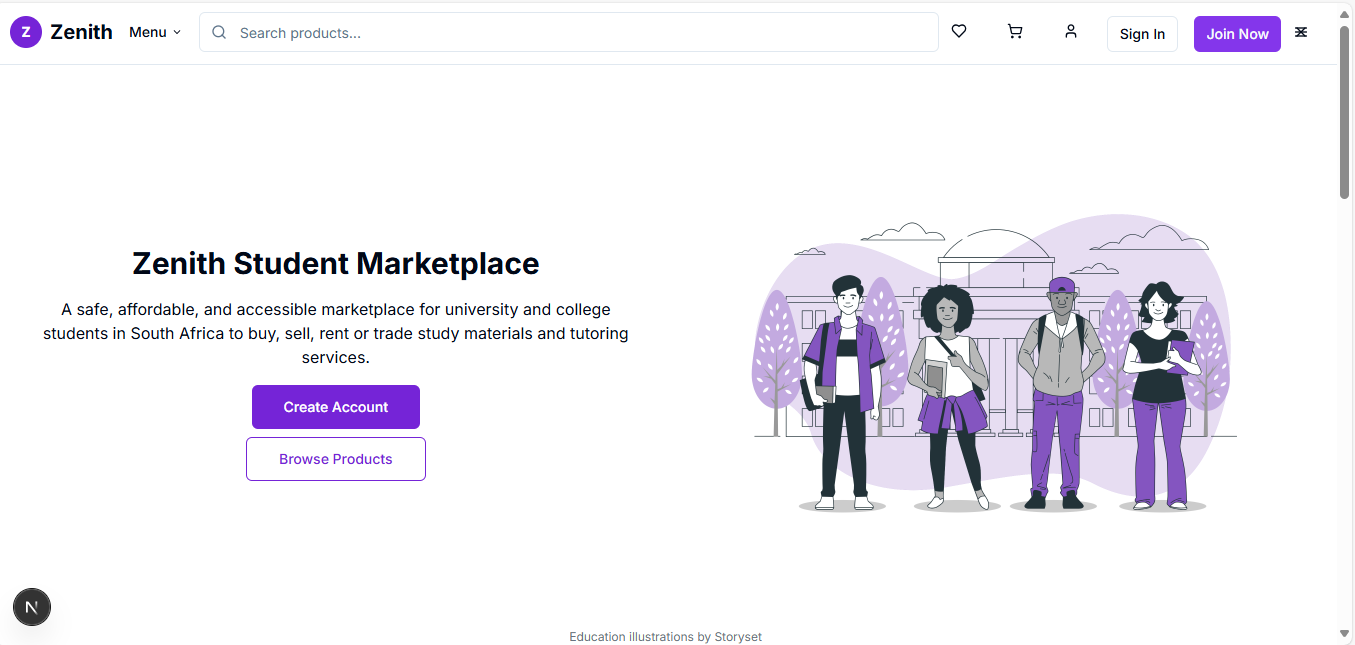 Z Zenith Menu Search products... Sign In Join Now
Zenith Student Marketplace
A safe, affordable, and accessible marketplace for university and college
students in South Africa to buy, sell, rent or trade study materials and tutoring
services.
Create Account
Browse Products
N
Education illustrations by Storyset